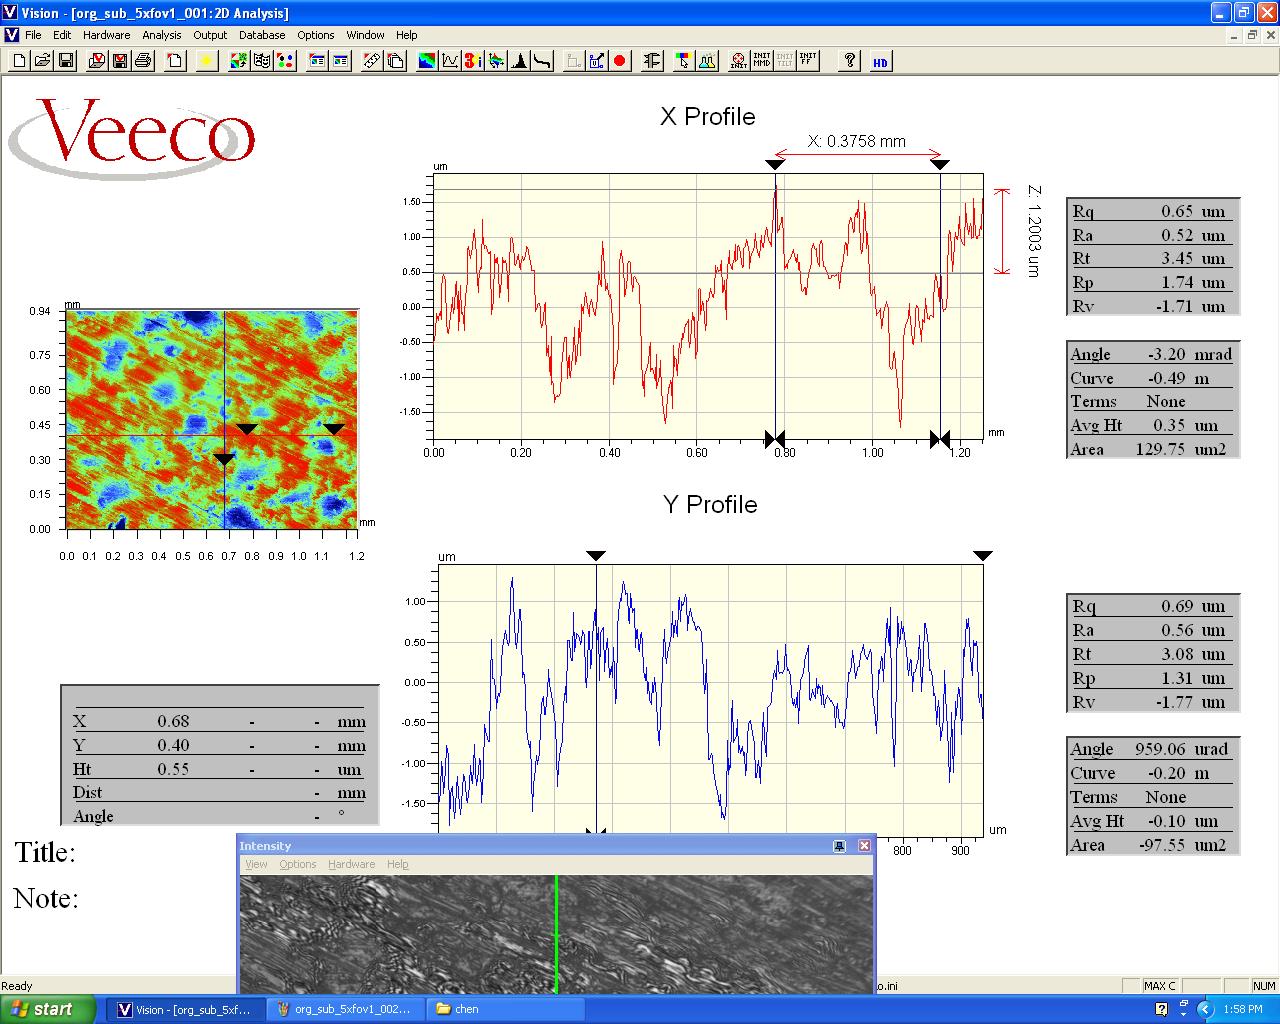 Vision - [org_sub_5xfov1_001:2D Analysis]
File Edit Hardware Analysis Output Database Options Window Help
INIT INIT MMD INIT TILT INIT FF ? HD
Veeco
X Profile
X: 0.3758 mm
um
1.50
1.00
0.50
0.00
-0.50
-1.00
-1.50
0.00 0.20 0.40 0.60 0.80 1.00 1.20
mm
Z: 1.2003 um
Rq 0.65 um
Ra 0.52 um
Rt 3.45 um
Rp 1.74 um
Rv -1.71 um
Angle -3.20 mrad
Curve -0.49 m
Terms None
Avg Ht 0.35 um
Area 129.75 um2
mm
0.94
0.75
0.60
0.45
0.30
0.15
0.00
mm
0.0 0.1 0.2 0.3 0.4 0.5 0.6 0.7 0.8 0.9 1.0 1.1 1.2
Y Profile
um
1.00
0.50
0.00
-0.50
-1.00
-1.50
um
800 900
Rq 0.69 um
Ra 0.56 um
Rt 3.08 um
Rp 1.31 um
Rv -1.77 um
Angle 959.06 urad
Curve -0.20 m
Terms None
Avg Ht -0.10 um
Area -97.55 um2
X 0.68 - - mm
Y 0.40 - - mm
Ht 0.55 - - um
Dist - mm
Angle - °
Title:
Note:
Intensity
View Options Hardware Help
Ready
o.ini
MAX C
NUM
start
Vision - [org_sub_5xf...
org_sub_5xfov1_002...
chen
1:58 PM